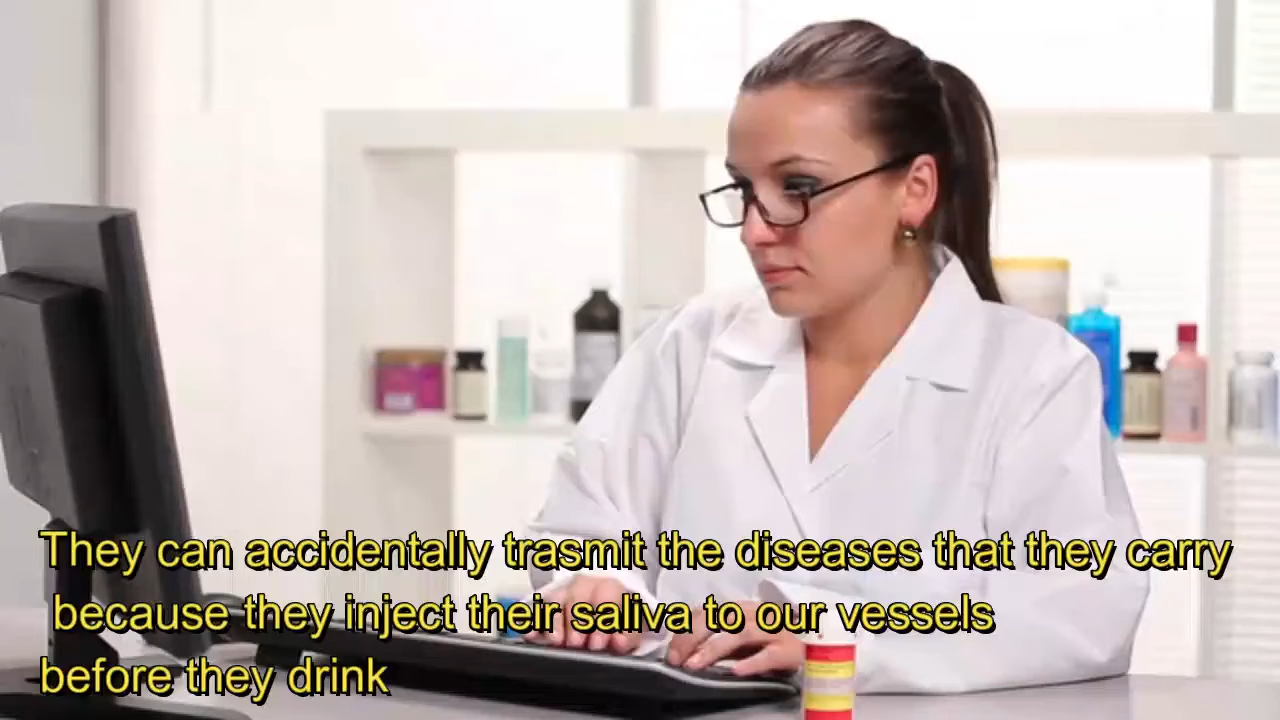 They can accidentally trasmit the diseases that they carry
because they inject their saliva to our vessels
before they drink